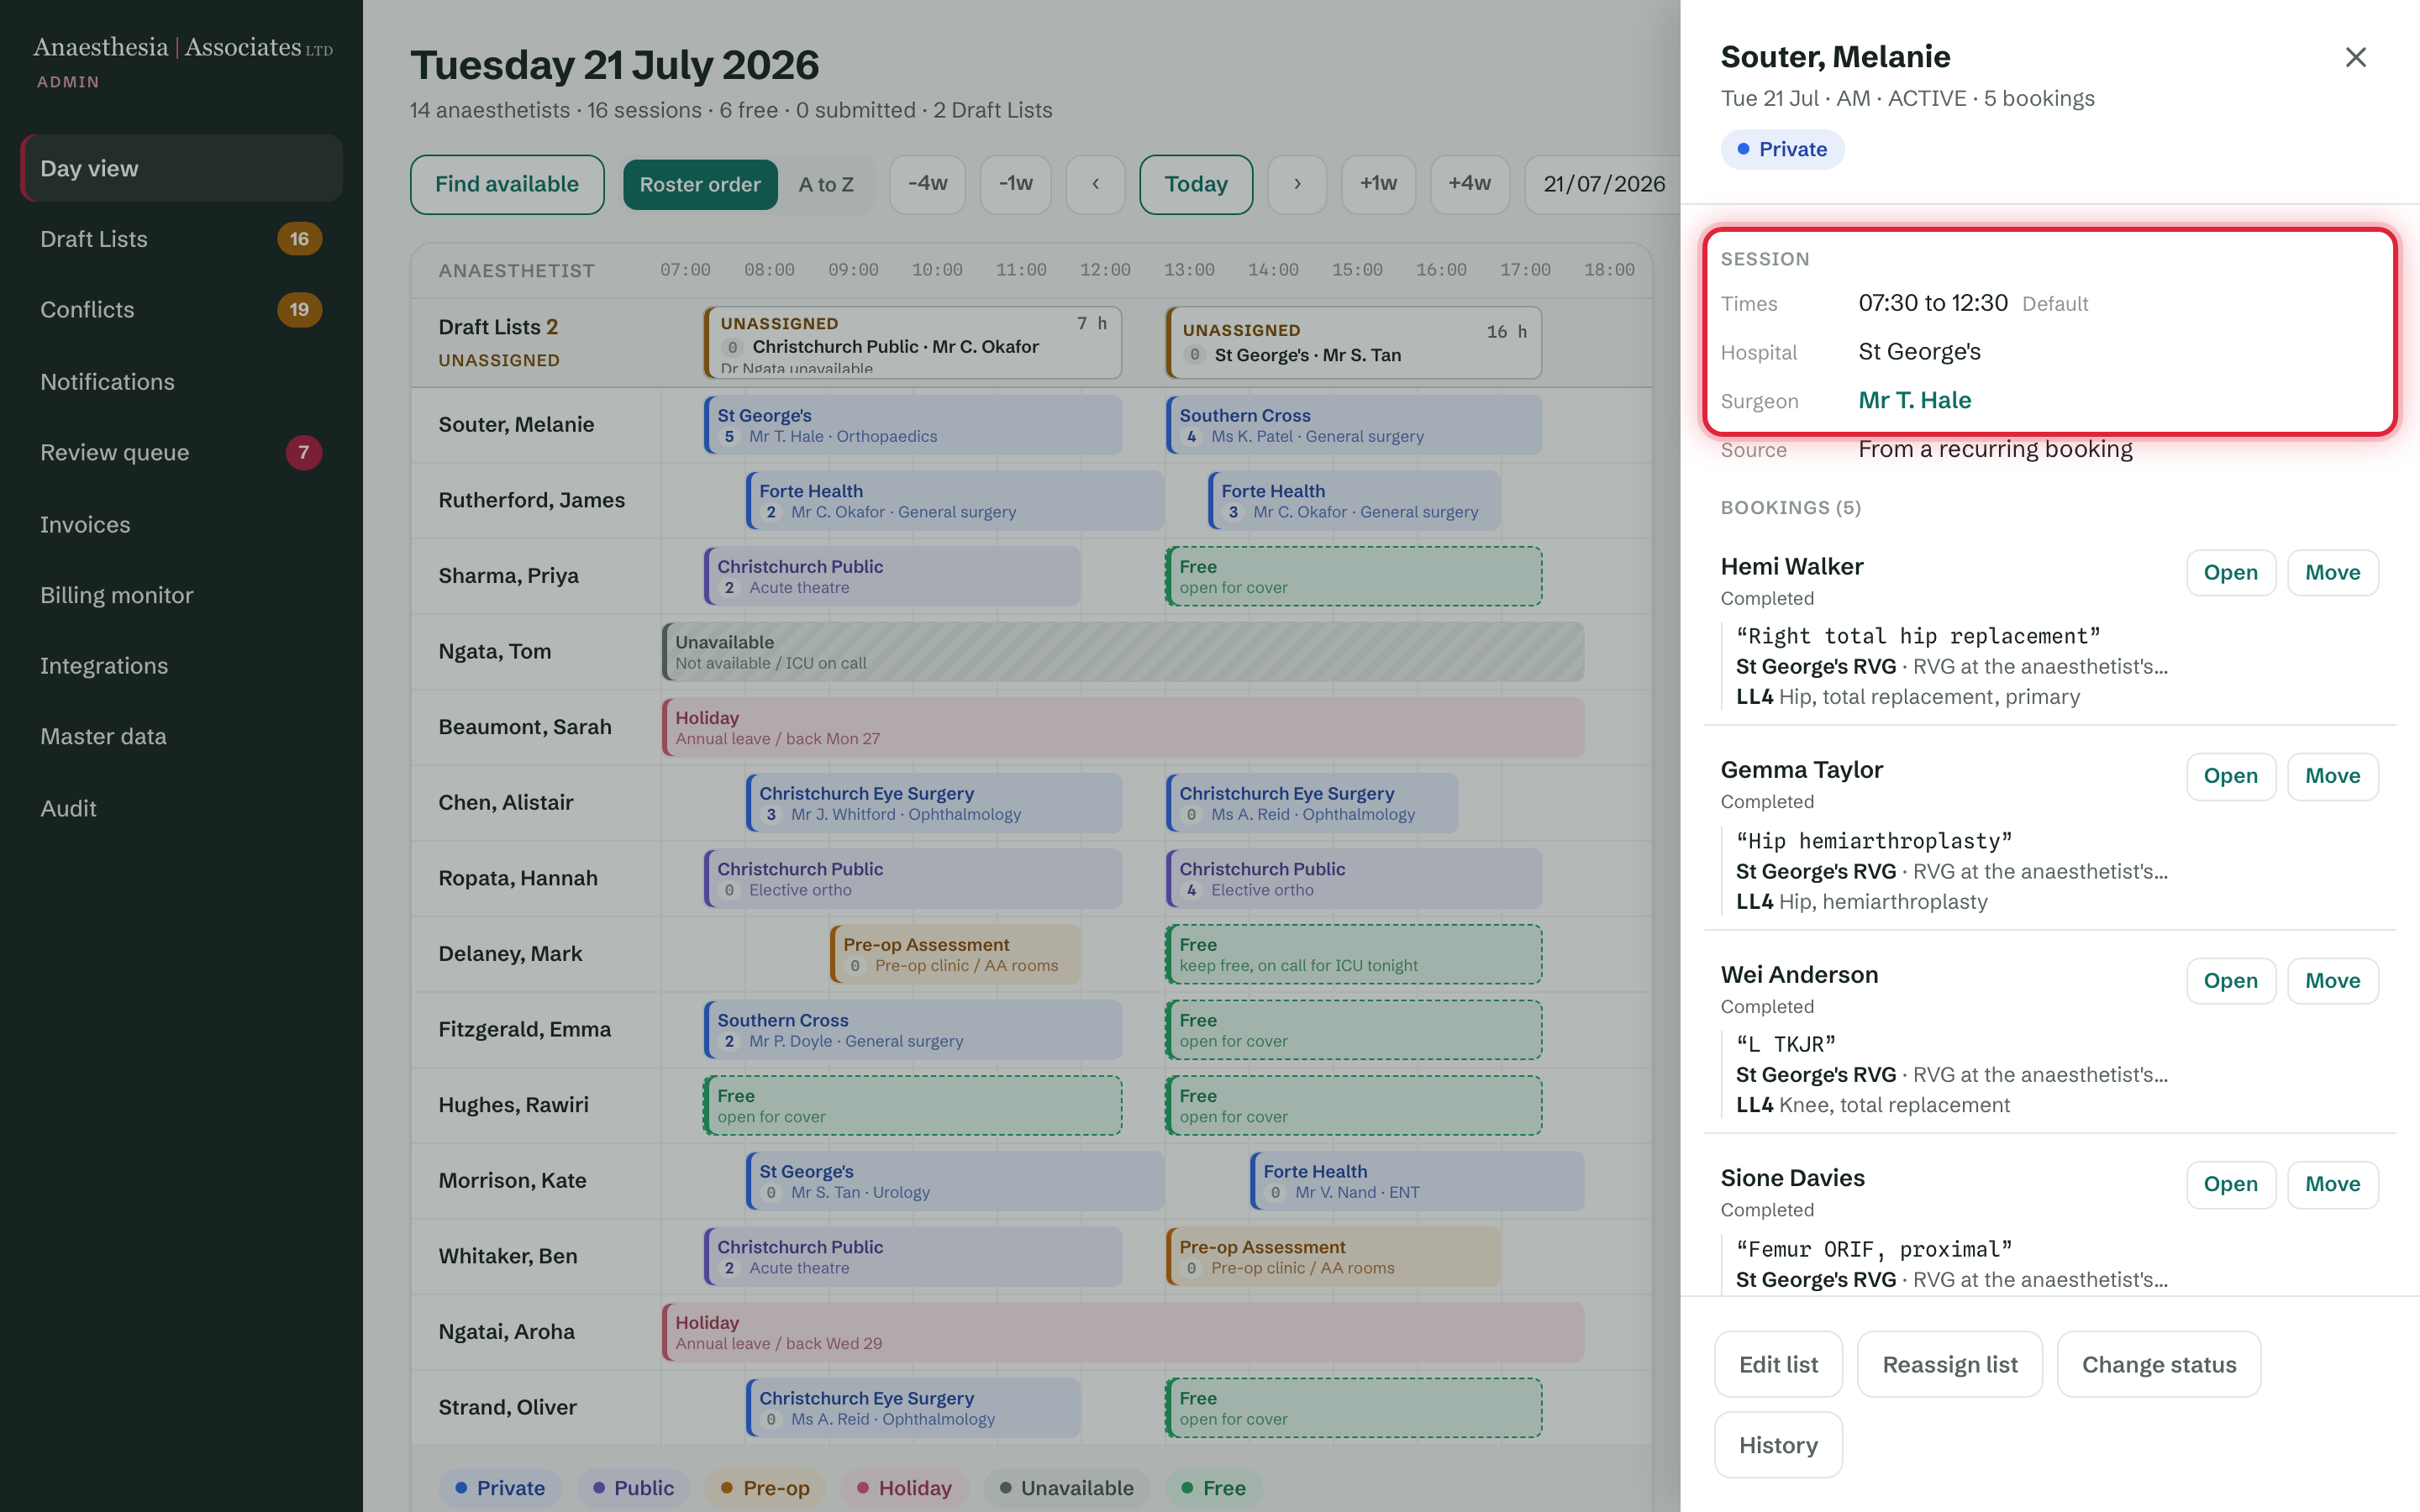 Anaesthesia | Associates LTD
ADMIN
Day view
Draft Lists 16
Conflicts 19
Notifications
Review queue 7
Invoices
Billing monitor
Integrations
Master data
Audit
Tuesday 21 July 2026
14 anaesthetists · 16 sessions · 6 free · 0 submitted · 2 Draft Lists
Find available Roster order A to Z -4w -1w ‹ Today › +1w +4w 21/07/2026
ANAESTHETIST 07:00 08:00 09:00 10:00 11:00 12:00 13:00 14:00 15:00 16:00 17:00 18:00
Draft Lists 2
UNASSIGNED
UNASSIGNED 7 h
0 Christchurch Public · Mr C. Okafor
Dr Ngata unavailable
UNASSIGNED 16 h
0 St George's · Mr S. Tan
Souter, Melanie
St George's
5 Mr T. Hale · Orthopaedics
Southern Cross
4 Ms K. Patel · General surgery
Rutherford, James
Forte Health
2 Mr C. Okafor · General surgery
Forte Health
3 Mr C. Okafor · General surgery
Sharma, Priya
Christchurch Public
2 Acute theatre
Free
open for cover
Ngata, Tom
Unavailable
Not available / ICU on call
Beaumont, Sarah
Holiday
Annual leave / back Mon 27
Chen, Alistair
Christchurch Eye Surgery
3 Mr J. Whitford · Ophthalmology
Christchurch Eye Surgery
0 Ms A. Reid · Ophthalmology
Ropata, Hannah
Christchurch Public
0 Elective ortho
Christchurch Public
4 Elective ortho
Delaney, Mark
Pre-op Assessment
0 Pre-op clinic / AA rooms
Free
keep free, on call for ICU tonight
Fitzgerald, Emma
Southern Cross
2 Mr P. Doyle · General surgery
Free
open for cover
Hughes, Rawiri
Free
open for cover
Free
open for cover
Morrison, Kate
St George's
0 Mr S. Tan · Urology
Forte Health
0 Mr V. Nand · ENT
Whitaker, Ben
Christchurch Public
2 Acute theatre
Pre-op Assessment
0 Pre-op clinic / AA rooms
Ngatai, Aroha
Holiday
Annual leave / back Wed 29
Strand, Oliver
Christchurch Eye Surgery
0 Ms A. Reid · Ophthalmology
Free
open for cover
Private Public Pre-op Holiday Unavailable Free
Souter, Melanie
Tue 21 Jul · AM · ACTIVE · 5 bookings
Private
SESSION
Times 07:30 to 12:30 Default
Hospital St George's
Surgeon Mr T. Hale
Source From a recurring booking
BOOKINGS (5)
Hemi Walker Open Move
Completed
“Right total hip replacement”
St George's RVG · RVG at the anaesthetist's...
LL4 Hip, total replacement, primary
Gemma Taylor Open Move
Completed
“Hip hemiarthroplasty”
St George's RVG · RVG at the anaesthetist's...
LL4 Hip, hemiarthroplasty
Wei Anderson Open Move
Completed
“L TKJR”
St George's RVG · RVG at the anaesthetist's...
LL4 Knee, total replacement
Sione Davies Open Move
Completed
“Femur ORIF, proximal”
St George's RVG · RVG at the anaesthetist's...
Edit list Reassign list Change status
History